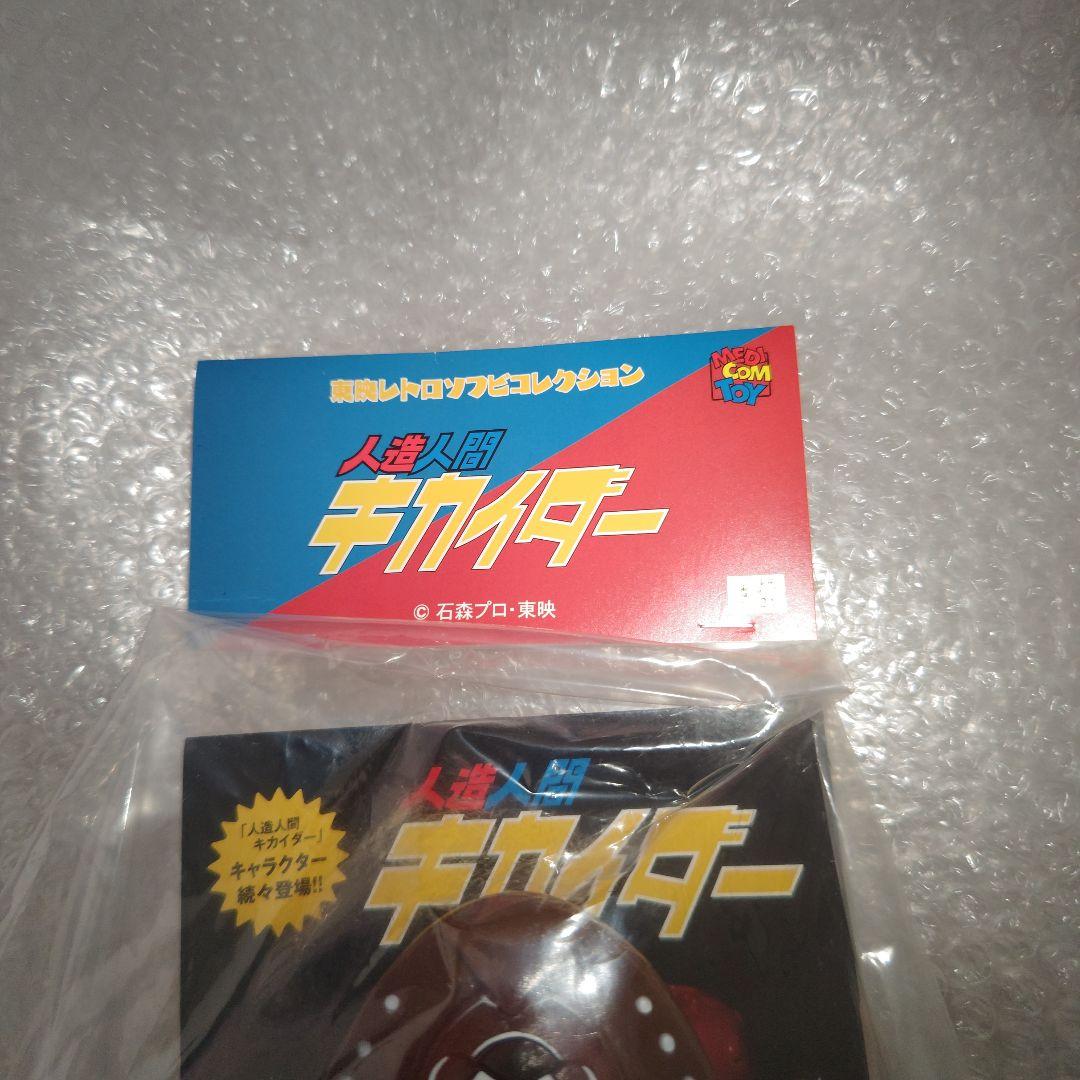 東映レトロソフビコレクション
MEDI
COM
TOY
人造人間
キカイダー
© 石森プロ・東映
人造人間
キカイダー
「人造人間
キカイダー」
キャラクター
続々登場!!